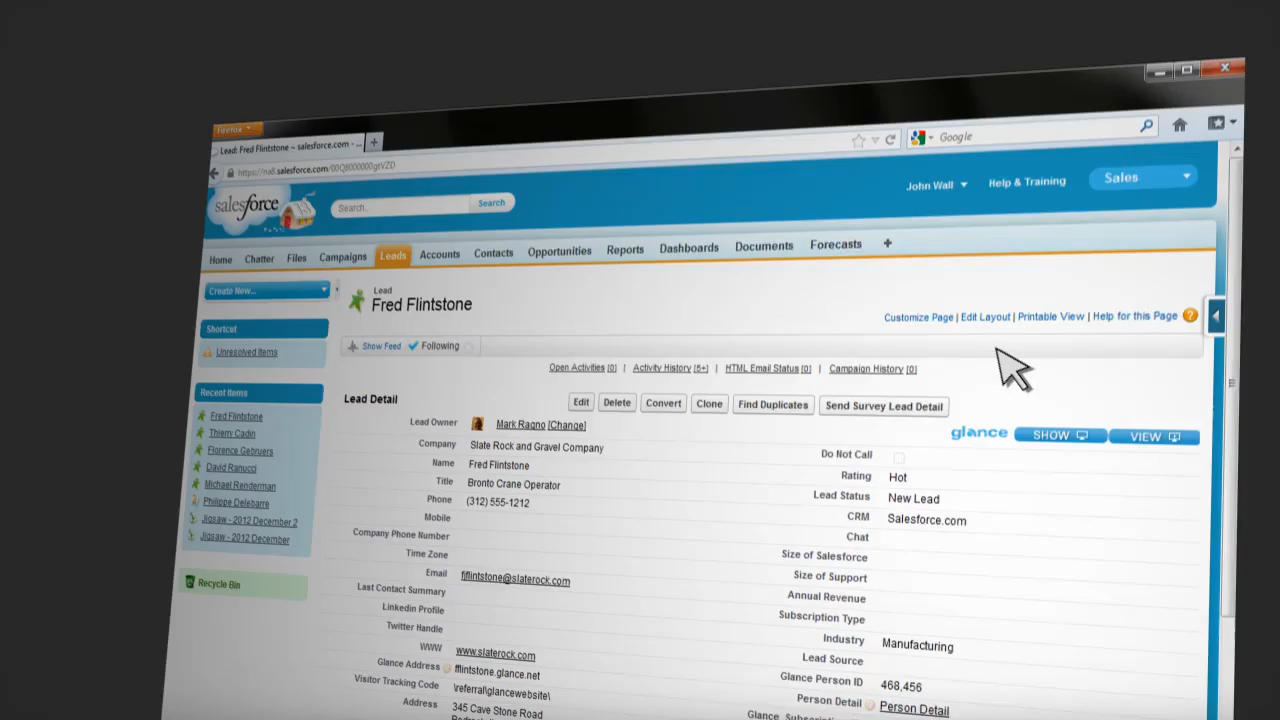 Firefox
Lead: Fred Flintstone ~ salesforce.com - ...
+
https://na8.salesforce.com/00Q8000000gtVZD
Google
salesforce
Search..
Search
John Wall
Help & Training
Sales
Home Chatter Files Campaigns Leads Accounts Contacts Opportunities Reports Dashboards Documents Forecasts +
Create New...
Shortcut
Unresolved Items
Recent Items
Fred Flintstone
Thierry Cadin
Florence Gebruers
David Ranucci
Michael Renderman
Philippe Delebarre
Jigsaw - 2012 December 2
Jigsaw - 2012 December
Recycle Bin
Lead
Fred Flintstone
Customize Page | Edit Layout | Printable View | Help for this Page ?
Show Feed Following
Open Activities [0] | Activity History [5+] | HTML Email Status [0] | Campaign History [0]
Lead Detail
Edit Delete Convert Clone Find Duplicates Send Survey Lead Detail
glance SHOW VIEW
Lead Owner Mark Ragno [Change]
Company Slate Rock and Gravel Company
Name Fred Flintstone
Title Bronto Crane Operator
Phone (312) 555-1212
Mobile
Company Phone Number
Time Zone
Email fiflintstone@slaterock.com
Last Contact Summary
Linkedin Profile
Twitter Handle
WWW www.slaterock.com
Glance Address fflintstone.glance.net
Visitor Tracking Code \referral\glancewebsite\
Address 345 Cave Stone Road
Do Not Call
Rating Hot
Lead Status New Lead
CRM Salesforce.com
Chat
Size of Salesforce
Size of Support
Annual Revenue
Subscription Type
Industry Manufacturing
Lead Source
Glance Person ID 468,456
Person Detail Person Detail